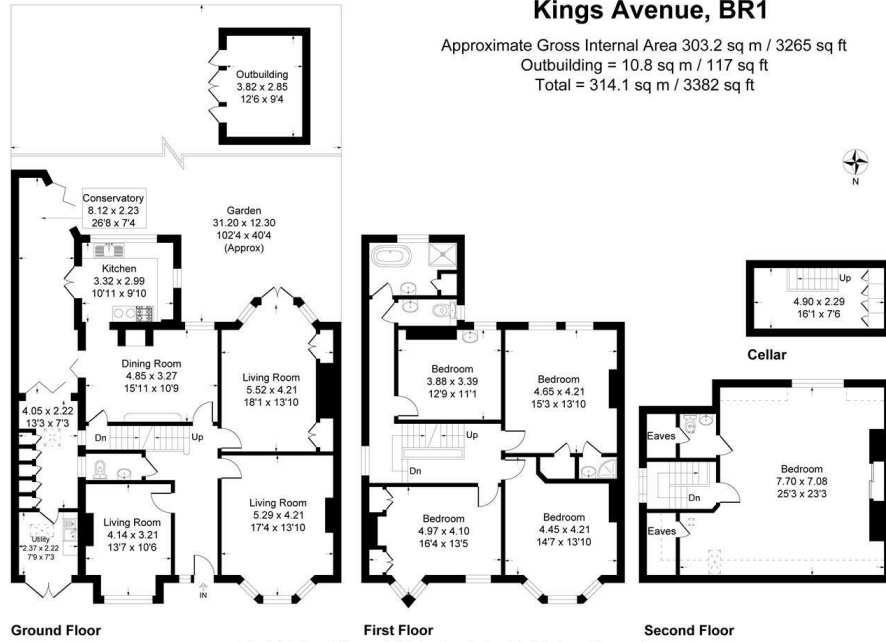 Kings Avenue, BR1
Approximate Gross Internal Area 303.2 sq m / 3265 sq ft
Outbuilding = 10.8 sq m / 117 sq ft
Total = 314.1 sq m / 3382 sq ft
N
Outbuilding
3.82 x 2.85
12'6 x 9'4
Conservatory
8.12 x 2.23
26'8 x 7'4
Garden
31.20 x 12.30
102'4 x 40'4
(Approx)
Kitchen
3.32 x 2.99
10'11 x 9'10
Dining Room
4.85 x 3.27
15'11 x 10'9
Living Room
5.52 x 4.21
18'1 x 13'10
4.05 x 2.22
13'3 x 7'3
Dn
Up
Living Room
5.29 x 4.21
17'4 x 13'10
Living Room
4.14 x 3.21
13'7 x 10'6
Utility
2.37 x 2.22
7'9 x 7'3
IN
Ground Floor
Bedroom
3.88 x 3.39
12'9 x 11'1
Bedroom
4.65 x 4.21
15'3 x 13'10
Up
Dn
Bedroom
4.97 x 4.10
16'4 x 13'5
Bedroom
4.45 x 4.21
14'7 x 13'10
First Floor
Up
4.90 x 2.29
16'1 x 7'6
Cellar
Eaves
Dn
Bedroom
7.70 x 7.08
25'3 x 23'3
Eaves
Second Floor